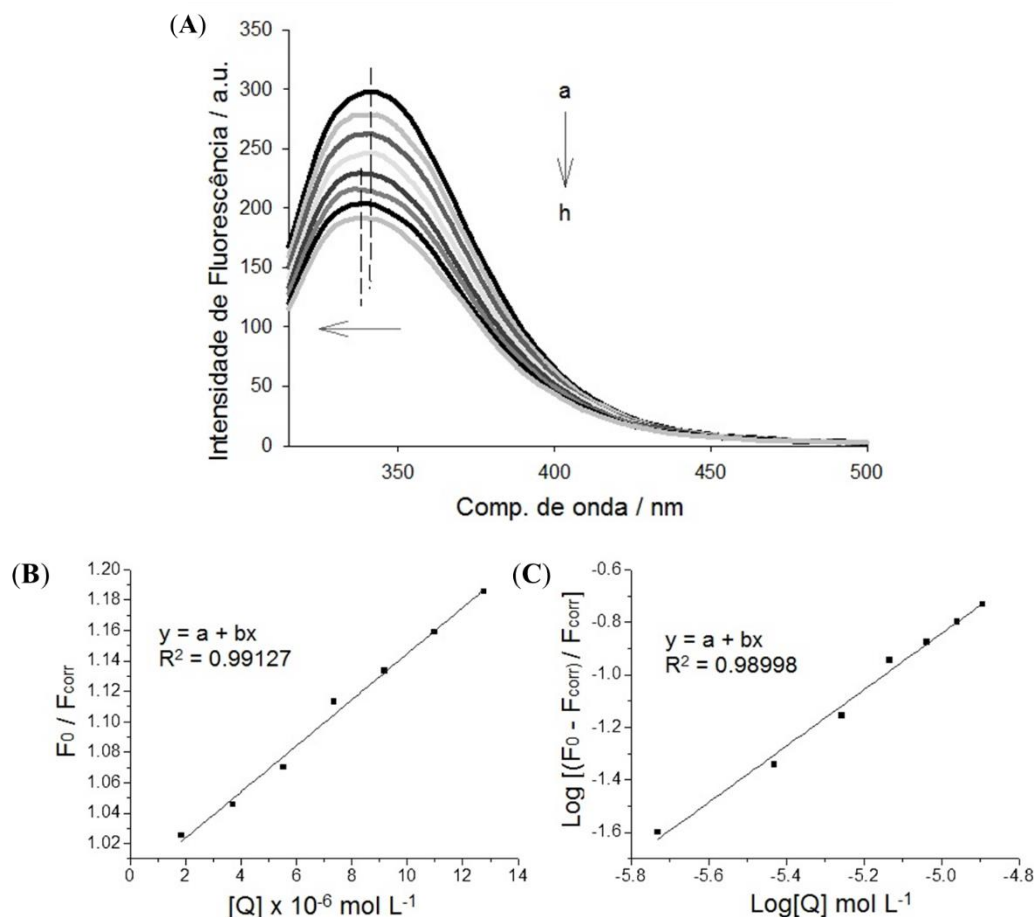 (A)
Intensidade de Fluorescência / a.u.
350
300
250
200
150
100
50
0
350
400
450
500
Comp. de onda / nm
a
h
(B)
F0 / Fcorr
1.20
1.18
1.16
1.14
1.12
1.10
1.08
1.06
1.04
1.02
y = a + bx
R² = 0.99127
0
2
4
6
8
10
12
14
[Q] x 10⁻⁶ mol L⁻¹
(C)
Log [(F0 - Fcorr) / Fcorr]
-0.6
-0.8
-1.0
-1.2
-1.4
-1.6
y = a + bx
R² = 0.98998
-5.8
-5.6
-5.4
-5.2
-5.0
-4.8
Log[Q] mol L⁻¹